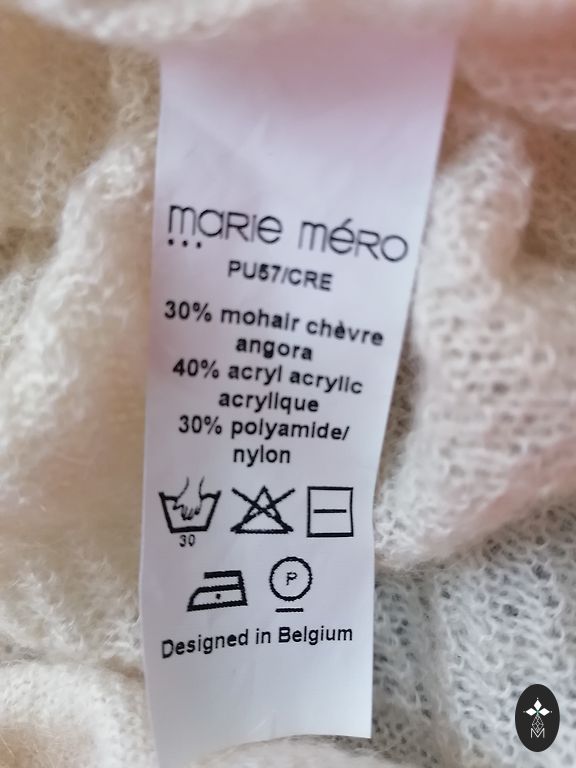 maRIe méRO
PU57/CRE
30% mohair chèvre
angora
40% acryl acrylic
acrylique
30% polyamide/
nylon
30
P
Designed in Belgium
M